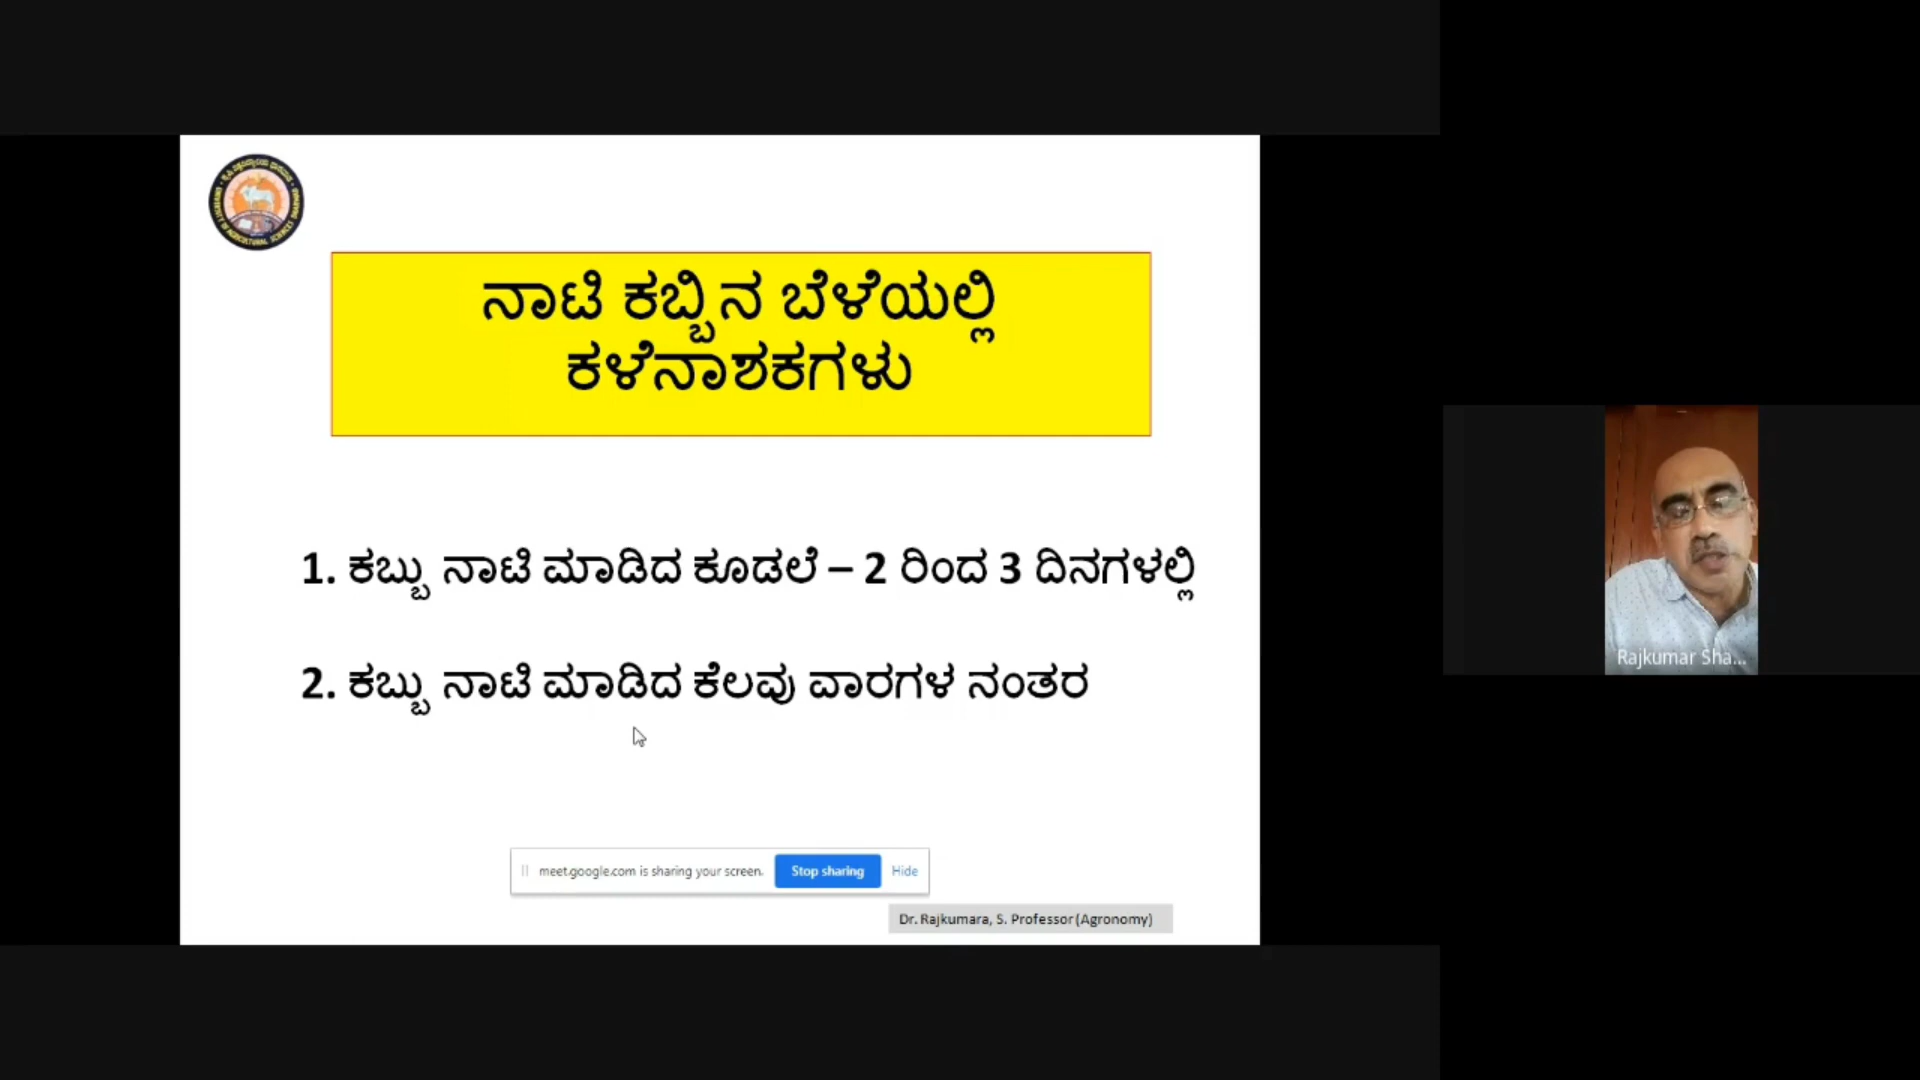 ನಾಟಿ ಕಬ್ಬಿನ ಬೆಳೆಯಲ್ಲಿ
ಕಳೆನಾಶಕಗಳು
1. ಕಬ್ಬು ನಾಟಿ ಮಾಡಿದ ಕೂಡಲೆ – 2 ರಿಂದ 3 ದಿನಗಳಲ್ಲಿ
2. ಕಬ್ಬು ನಾಟಿ ಮಾಡಿದ ಕೆಲವು ವಾರಗಳ ನಂತರ
meet.google.com is sharing your screen. Stop sharing Hide
Dr. Rajkumara, S. Professor (Agronomy)
Rajkumar Sha...